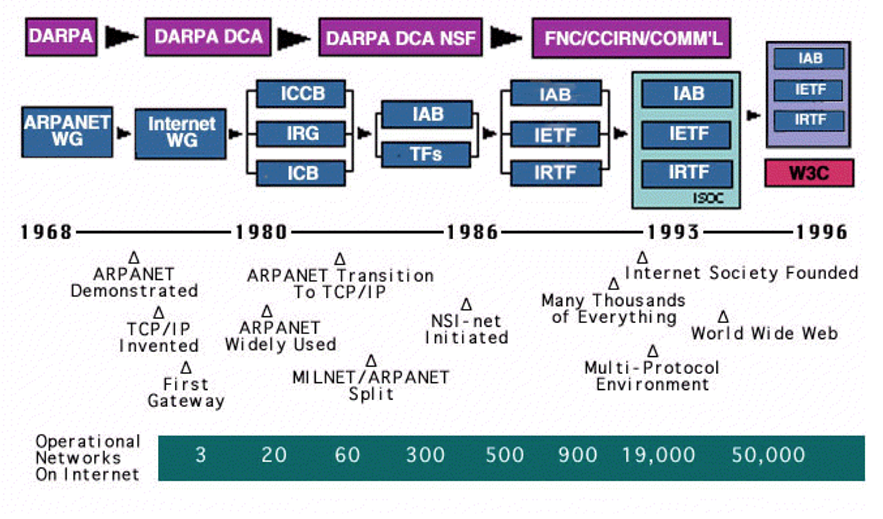 DARPA
DARPA DCA
DARPA DCA NSF
FNC/CCIRN/COMM'L
ARPANET
WG
Internet
WG
ICCB
IRG
ICB
IAB
TFs
IAB
IETF
IRTF
IAB
IETF
IRTF
ISOC
IAB
IETF
IRTF
W3C
1968
1980
1986
1993
1996
ARPANET
Demonstrated
TCP/IP
Invented
First
Gateway
ARPANET Transition
To TCP/IP
ARPANET
Widely Used
MILNET/ARPANET
Split
NSI-net
Initiated
Internet Society Founded
Many Thousands
of Everything
World Wide Web
Multi-Protocol
Environment
Operational
Networks
On Internet
3 20 60 300 500 900 19,000 50,000